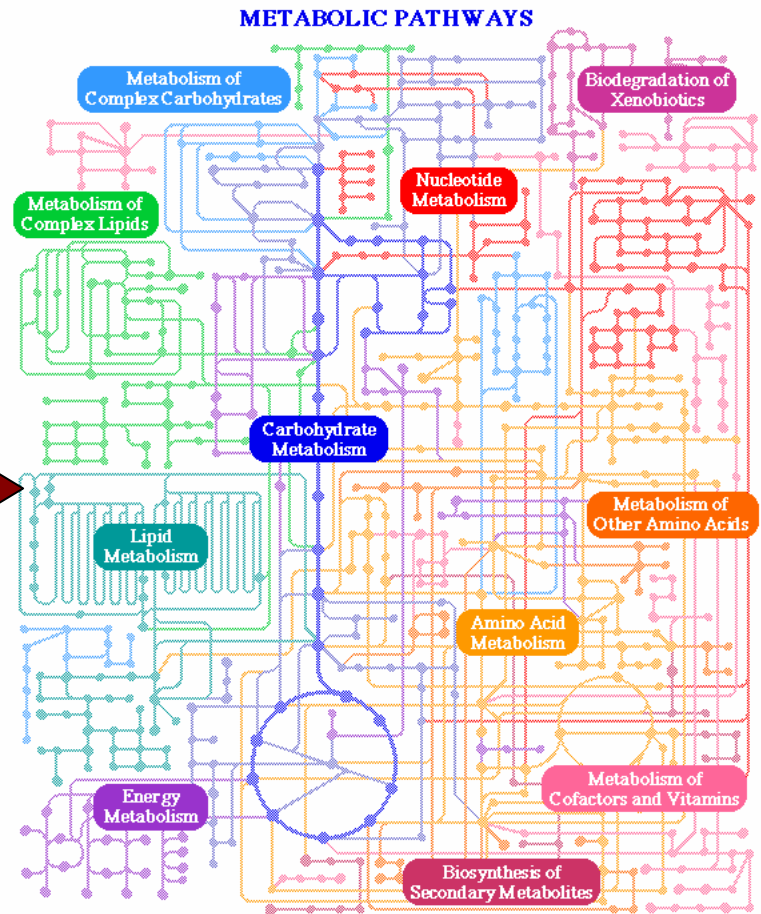 METABOLIC PATHWAYS
Metabolism of
Complex Carbohydrates
Biodegradation of
Xenobiotics
Nucleotide
Metabolism
Metabolism of
Complex Lipids
Carbohydrate
Metabolism
Metabolism of
Other Amino Acids
Lipid
Metabolism
Amino Acid
Metabolism
Metabolism of
Cofactors and Vitamins
Energy
Metabolism
Biosynthesis of
Secondary Metabolites